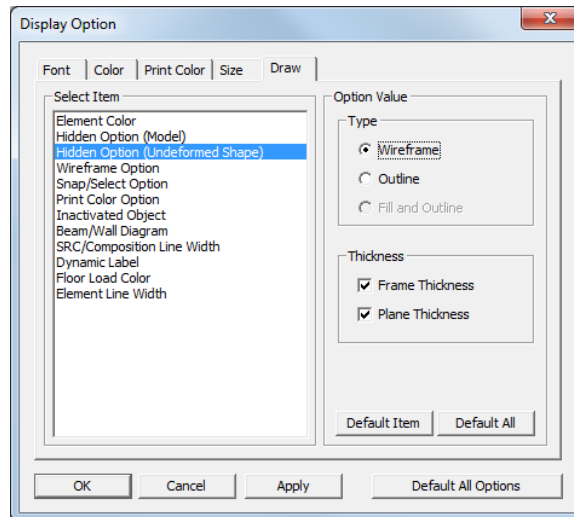 Display Option
Font Color Print Color Size Draw
Select Item
Element Color
Hidden Option (Model)
Hidden Option (Undeformed Shape)
Wireframe Option
Snap/Select Option
Print Color Option
Inactivated Object
Beam/Wall Diagram
SRC/Composition Line Width
Dynamic Label
Floor Load Color
Element Line Width
Option Value
Type
Wireframe
Outline
Fill and Outline
Thickness
Frame Thickness
Plane Thickness
Default Item Default All
OK Cancel Apply Default All Options